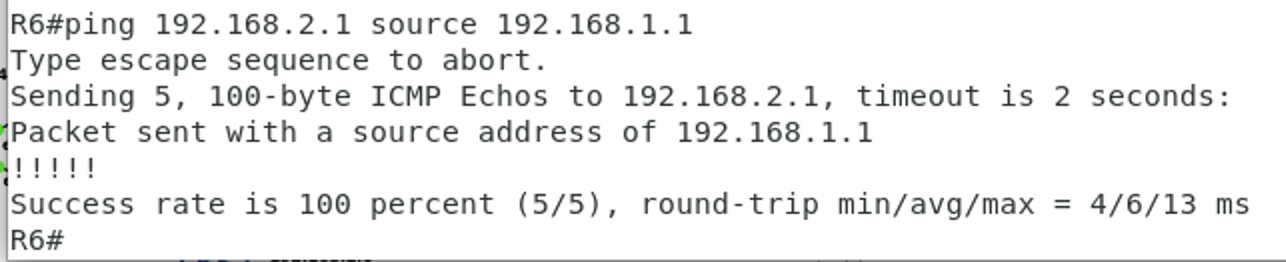 R6#ping 192.168.2.1 source 192.168.1.1
Type escape sequence to abort.
Sending 5, 100-byte ICMP Echos to 192.168.2.1, timeout is 2 seconds:
Packet sent with a source address of 192.168.1.1
!!!!!
Success rate is 100 percent (5/5), round-trip min/avg/max = 4/6/13 ms
R6#